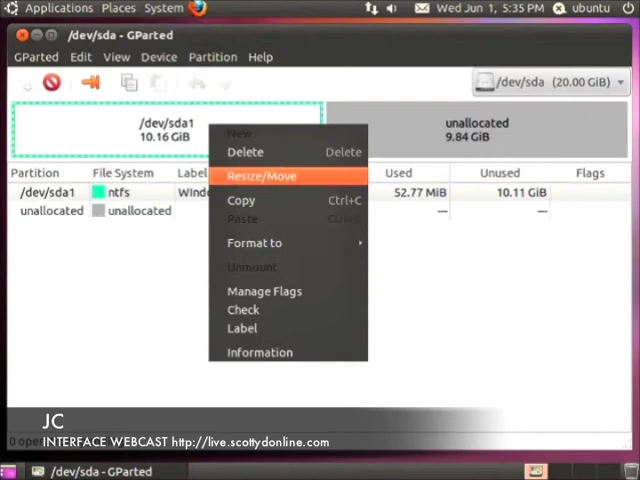 Applications Places System Wed Jun 1, 5:35 PM ubuntu
/dev/sda - GParted
GParted Edit View Device Partition Help
/dev/sda (20.00 GiB)
/dev/sda1
10.16 GiB
unallocated
9.84 GiB
Partition File System Label Used Unused Flags
/dev/sda1 ntfs 52.77 MiB 10.11 GiB
unallocated unallocated — —
New
Delete Delete
Resize/Move
Copy Ctrl+C
Paste
Format to
Unmount
Manage Flags
Check
Label
Information
JC
INTERFACE WEBCAST http://live.scottydonline.com
/dev/sda - GParted